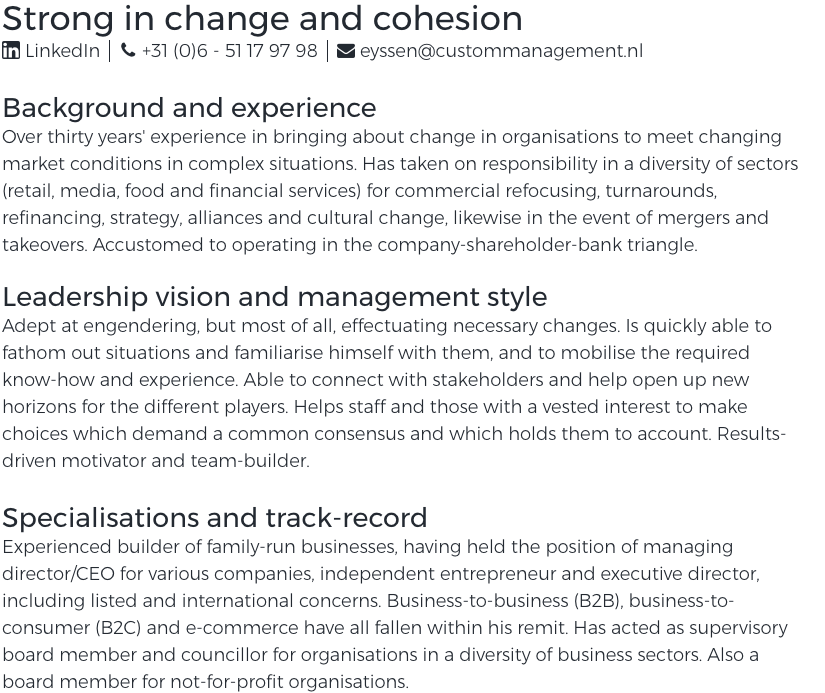 Strong in change and cohesion
in LinkedIn | +31 (0)6 - 51 17 97 98 | eyssen@custommanagement.nl
Background and experience
Over thirty years' experience in bringing about change in organisations to meet changing
market conditions in complex situations. Has taken on responsibility in a diversity of sectors
(retail, media, food and financial services) for commercial refocusing, turnarounds,
refinancing, strategy, alliances and cultural change, likewise in the event of mergers and
takeovers. Accustomed to operating in the company-shareholder-bank triangle.
Leadership vision and management style
Adept at engendering, but most of all, effectuating necessary changes. Is quickly able to
fathom out situations and familiarise himself with them, and to mobilise the required
know-how and experience. Able to connect with stakeholders and help open up new
horizons for the different players. Helps staff and those with a vested interest to make
choices which demand a common consensus and which holds them to account. Results-
driven motivator and team-builder.
Specialisations and track-record
Experienced builder of family-run businesses, having held the position of managing
director/CEO for various companies, independent entrepreneur and executive director,
including listed and international concerns. Business-to-business (B2B), business-to-
consumer (B2C) and e-commerce have all fallen within his remit. Has acted as supervisory
board member and councillor for organisations in a diversity of business sectors. Also a
board member for not-for-profit organisations.